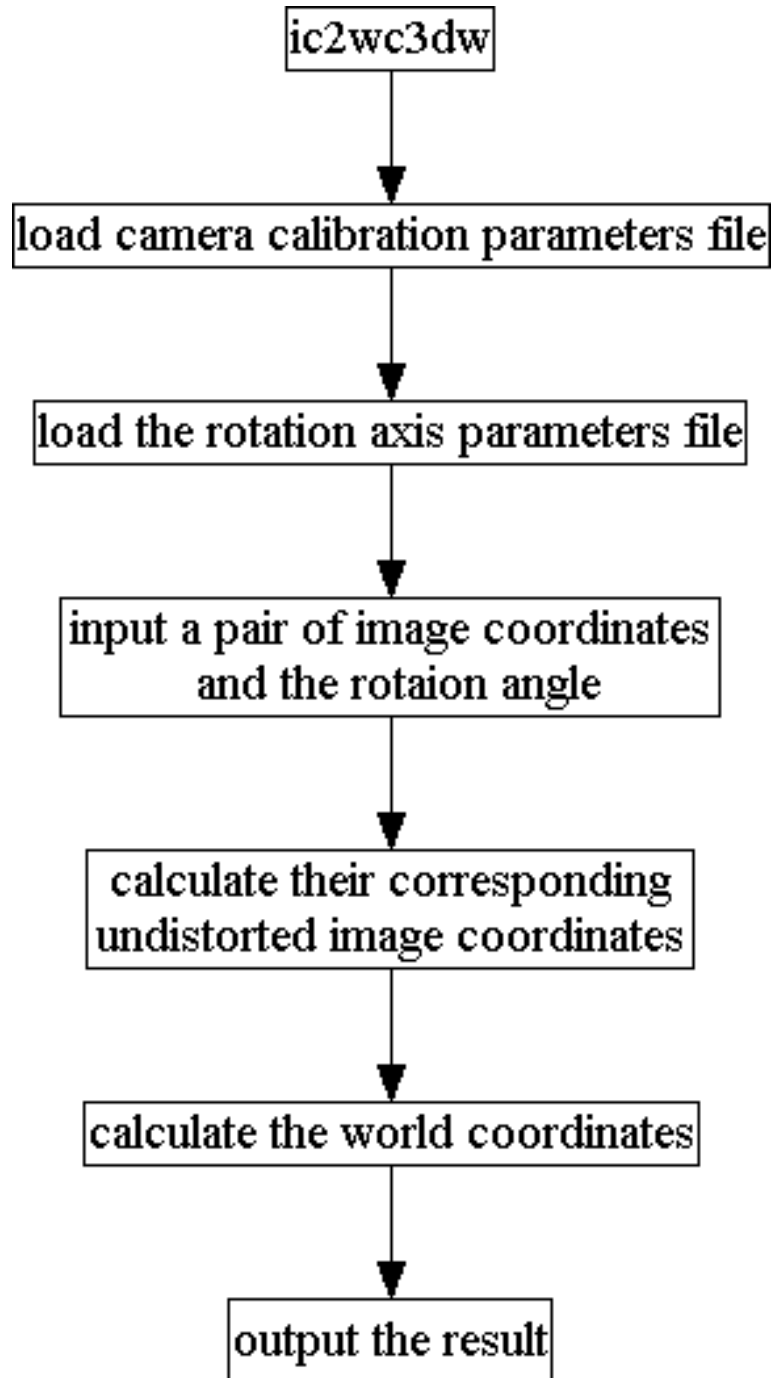 ic2wc3dw
load camera calibration parameters file
load the rotation axis parameters file
input a pair of image coordinates
and the rotaion angle
calculate their corresponding
undistorted image coordinates
calculate the world coordinates
output the result